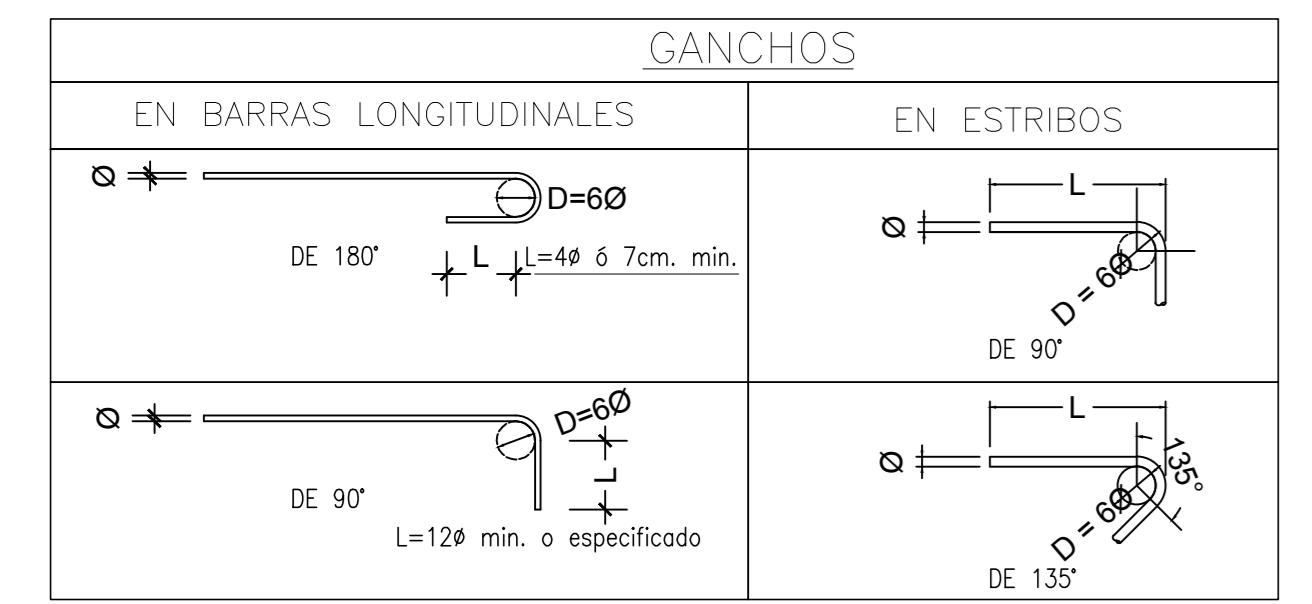 GANCHOS
EN BARRAS LONGITUDINALES
EN ESTRIBOS
Ø
D=6Ø
DE 180°
L
L=4ø ó 7cm. min.
L
Ø
D = 6Ø
DE 90°
Ø
D=6Ø
L
DE 90°
L=12ø min. o especificado
L
Ø
135°
D = 6Ø
DE 135°